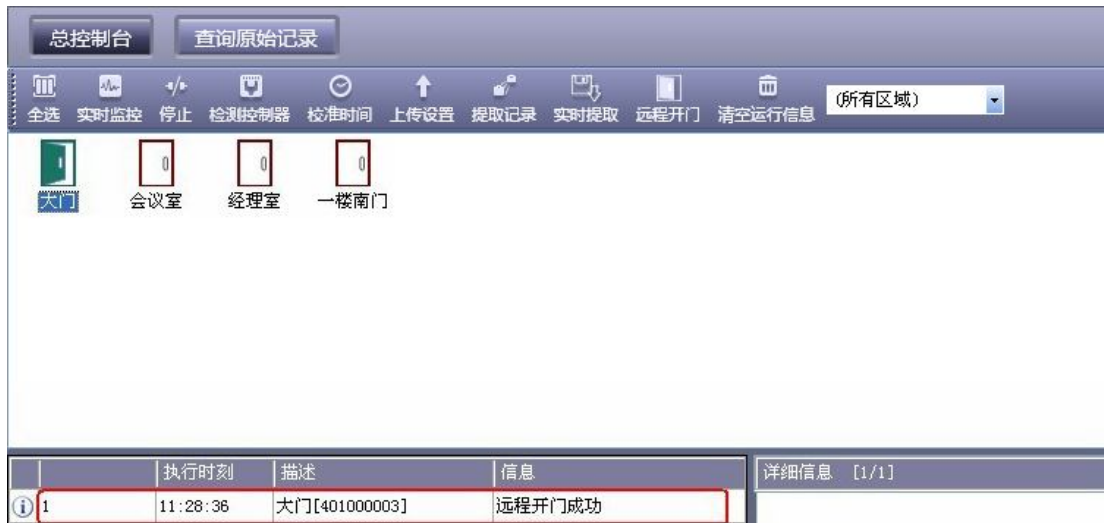 总控制台 查询原始记录
全选 实时监控 停止 检测控制器 校准时间 上传设置 提取记录 实时提取 远程开门 清空运行信息 (所有区域)
大门 会议室 经理室 一楼南门
执行时刻 描述 信息 详细信息 [1/1]
1 11:28:36 大门[401000003] 远程开门成功